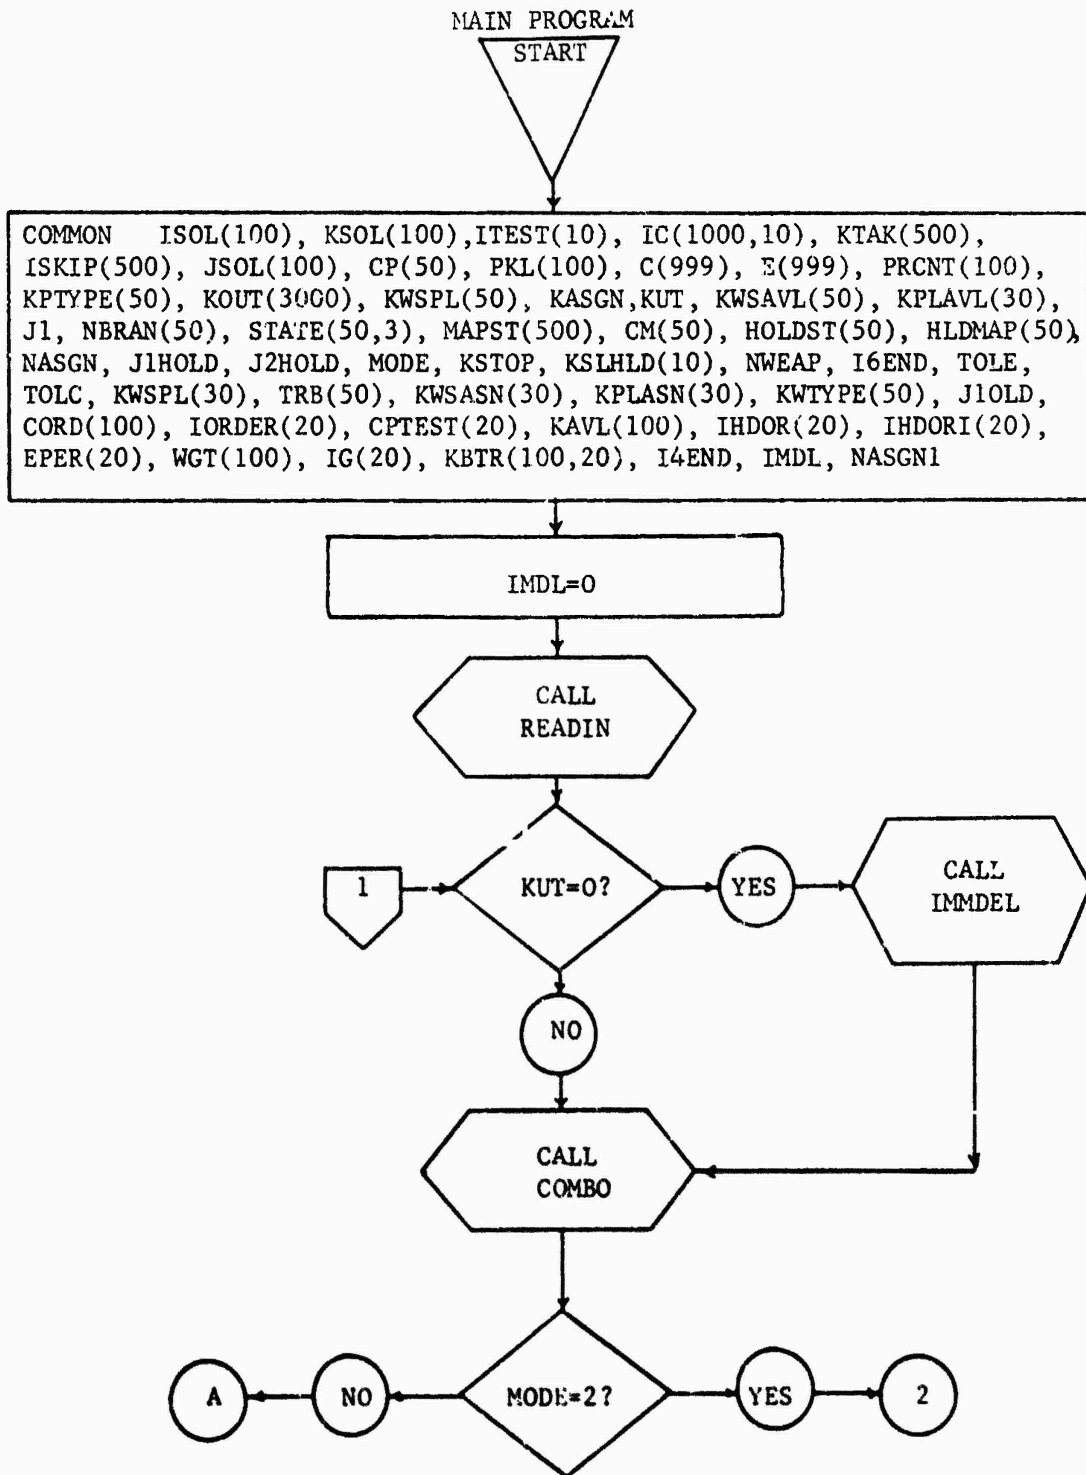 MAIN PROGRAM
START
COMMON ISOL(100), KSOL(100),ITEST(10), IC(1000,10), KTAK(500),
ISKIP(500), JSOL(100), CP(50), PKL(100), C(999), E(999), PRCNT(100),
KPTYPE(50), KOUT(3000), KWSPL(50), KASGN,KUT, KWSAVL(50), KPLAVL(30),
J1, NBRAN(50), STATE(50,3), MAPST(500), CM(50), HOLDST(50), HLDMAP(50),
NASGN, J1HOLD, J2HOLD, MODE, KSTOP, KSLHLD(10), NWEAP, I6END, TOLE,
TOLC, KWSPL(30), TRB(50), KWSASN(30), KPLASN(30), KWTYPE(50), J1OLD,
CORD(100), IORDER(20), CPTEST(20), KAVL(100), IHDOR(20), IHDORI(20),
EPER(20), WGT(100), IG(20), KBTR(100,20), I4END, IMDL, NASGN1
IMDL=0
CALL
READIN
1
KUT=0?
YES
CALL
IMMDEL
NO
CALL
COMBO
A
NO
MODE=2?
YES
2